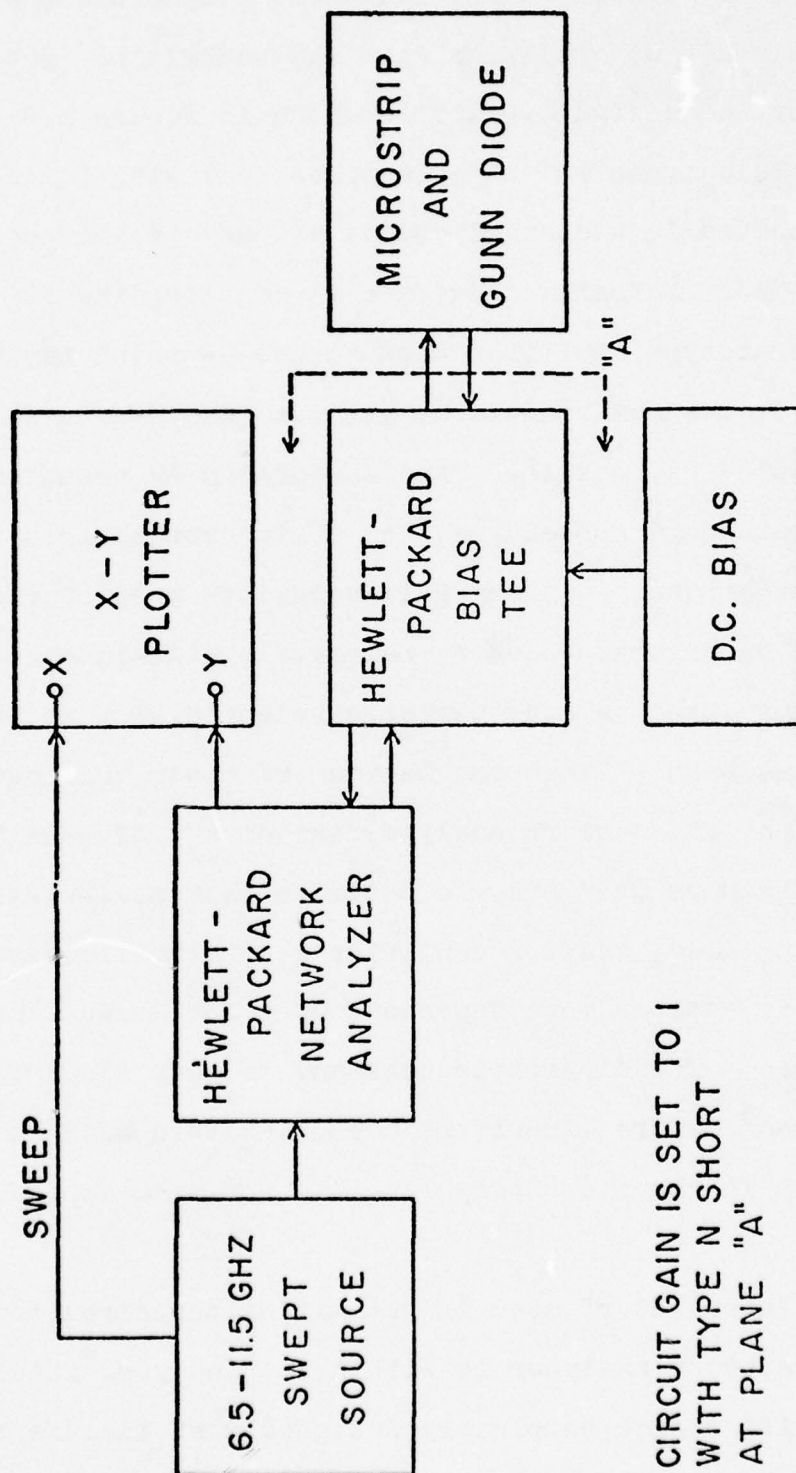 SWEEP
6.5-11.5 GHZ
SWEPT
SOURCE
HEWLETT-
PACKARD
NETWORK
ANALYZER
X
Y
X-Y
PLOTTER
HEWLETT-
PACKARD
BIAS
TEE
"A"
MICROSTRIP
AND
GUNN DIODE
D.C. BIAS
CIRCUIT GAIN IS SET TO 1
WITH TYPE N SHORT
AT PLANE "A"